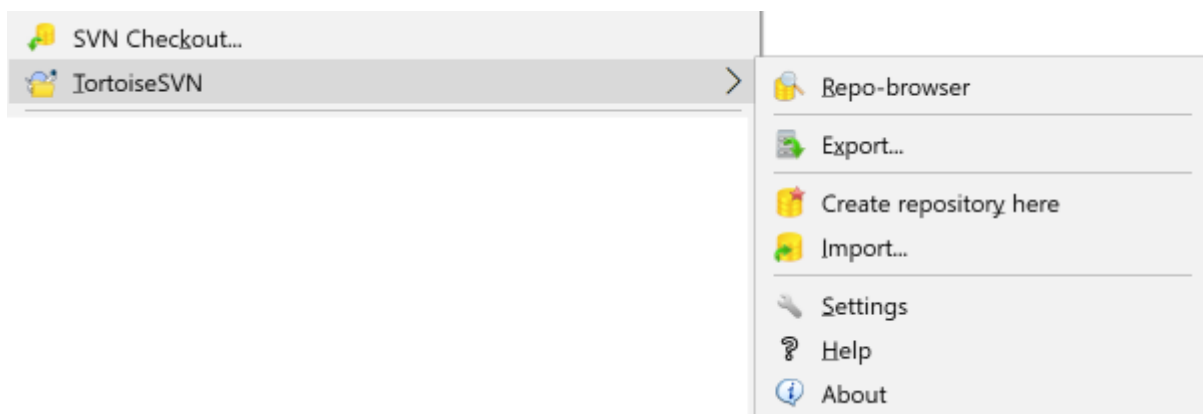 SVN Checkout...
TortoiseSVN
Repo-browser
Export...
Create repository here
Import...
Settings
Help
About